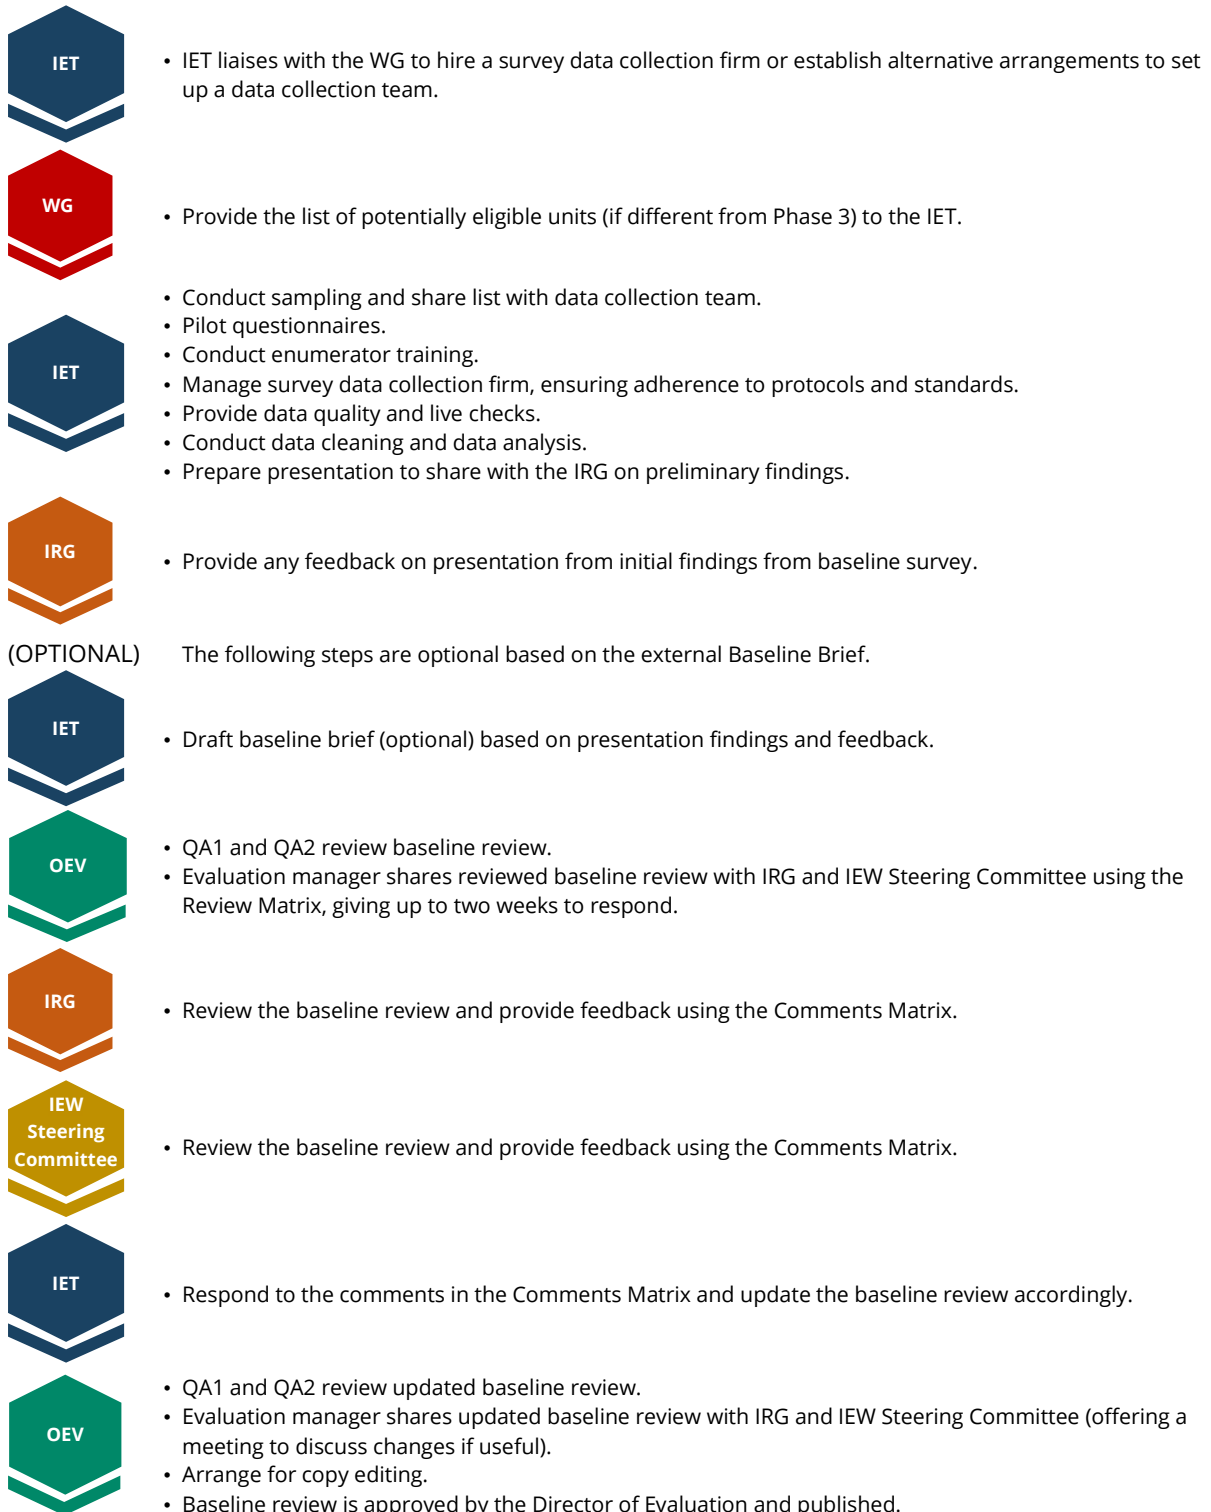 IET
• IET liaises with the WG to hire a survey data collection firm or establish alternative arrangements to set
up a data collection team.
WG
• Provide the list of potentially eligible units (if different from Phase 3) to the IET.
IET
• Conduct sampling and share list with data collection team.
• Pilot questionnaires.
• Conduct enumerator training.
• Manage survey data collection firm, ensuring adherence to protocols and standards.
• Provide data quality and live checks.
• Conduct data cleaning and data analysis.
• Prepare presentation to share with the IRG on preliminary findings.
IRG
• Provide any feedback on presentation from initial findings from baseline survey.
(OPTIONAL) The following steps are optional based on the external Baseline Brief.
IET
• Draft baseline brief (optional) based on presentation findings and feedback.
OEV
• QA1 and QA2 review baseline review.
• Evaluation manager shares reviewed baseline review with IRG and IEW Steering Committee using the
Review Matrix, giving up to two weeks to respond.
IRG
• Review the baseline review and provide feedback using the Comments Matrix.
IEW
Steering
Committee
• Review the baseline review and provide feedback using the Comments Matrix.
IET
• Respond to the comments in the Comments Matrix and update the baseline review accordingly.
OEV
• QA1 and QA2 review updated baseline review.
• Evaluation manager shares updated baseline review with IRG and IEW Steering Committee (offering a
meeting to discuss changes if useful).
• Arrange for copy editing.
• Baseline review is approved by the Director of Evaluation and published.